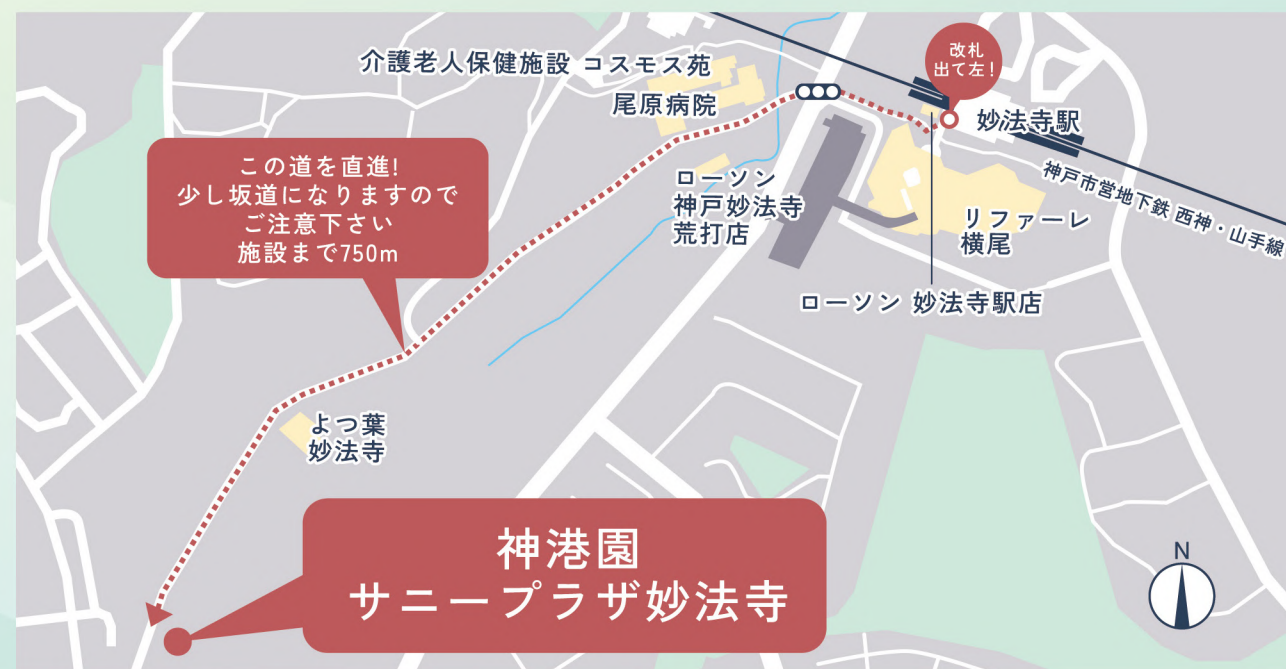 介護老人保健施設 コスモス苑
尾原病院
改札
出て左!
妙法寺駅
神戸市営地下鉄 西神・山手線
この道を直進!
少し坂道になりますので
ご注意下さい
施設まで750m
ローソン
神戸妙法寺
荒打店
リファーレ
横尾
ローソン 妙法寺駅店
よつ葉
妙法寺
神港園
サニープラザ妙法寺
N